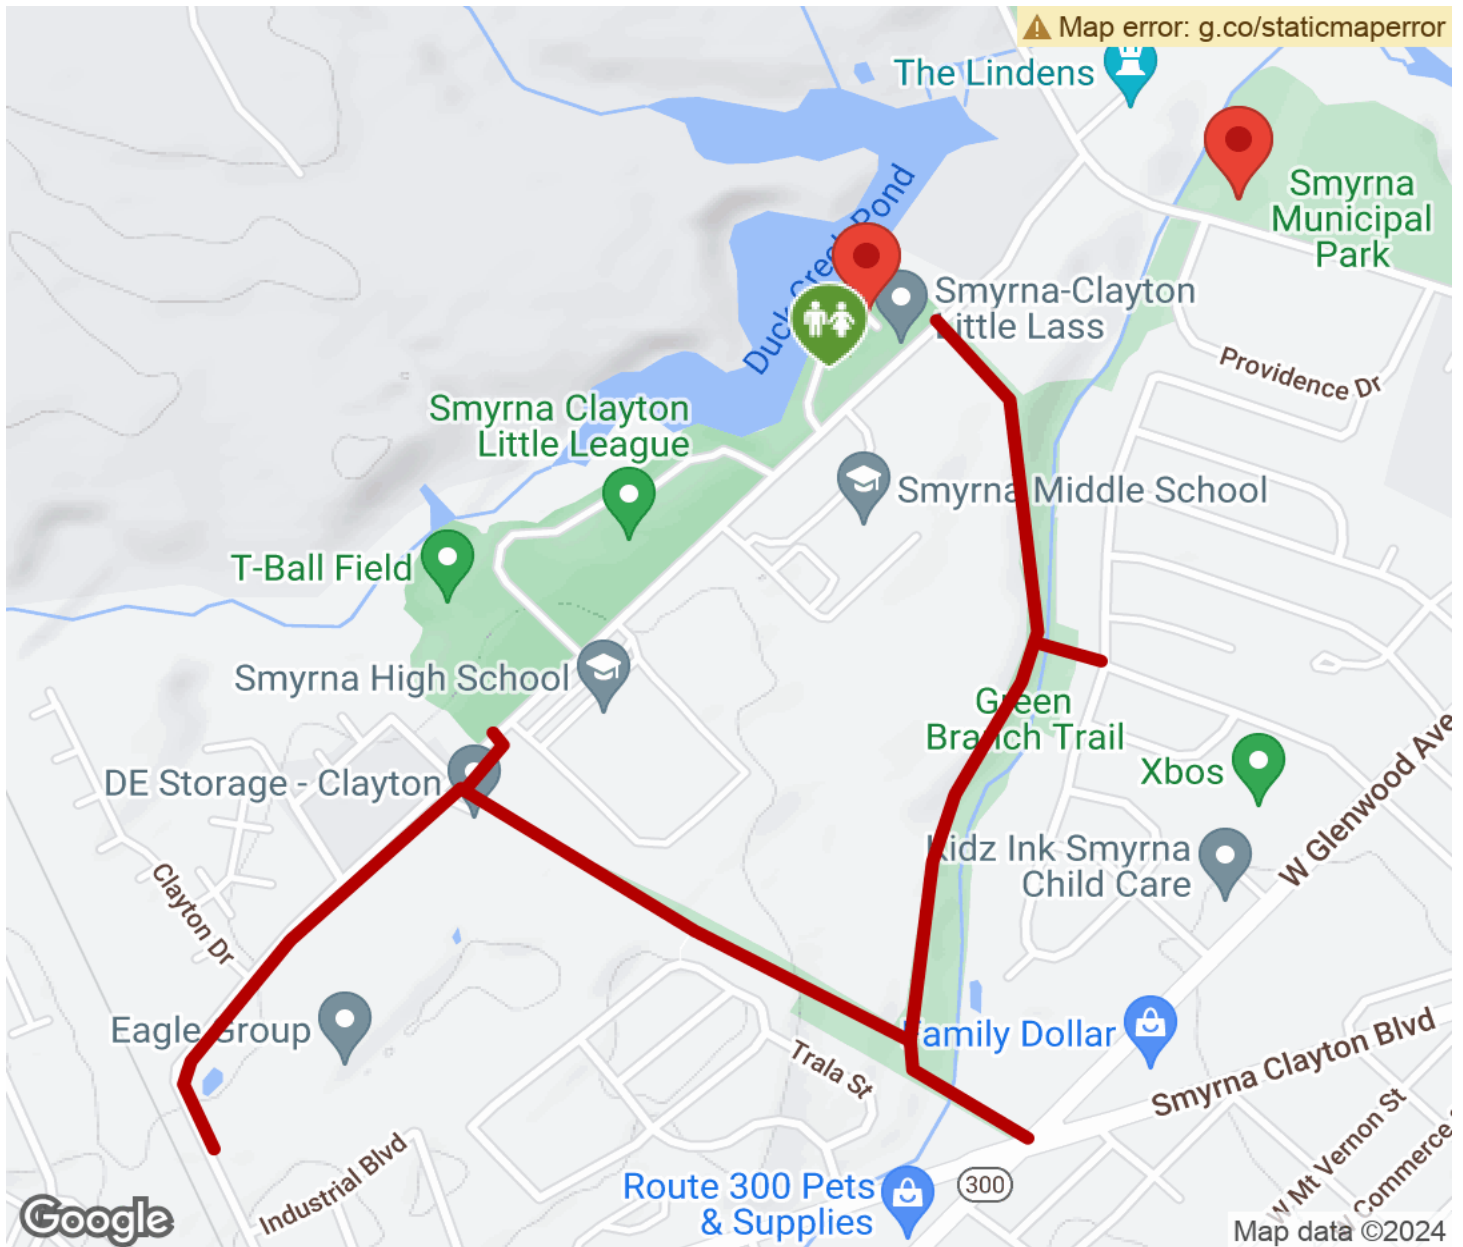 Map error: g.co/staticmaperror
The Lindens
Smyrna
Municipal
Park
Duck Creek Pond
Smyrna-Clayton
Little Lass
Providence Dr
Smyrna Clayton
Little League
Smyrna Middle School
T-Ball Field
Smyrna High School
Green
Branch Trail
Xbos
W Glenwood Ave
DE Storage - Clayton
Kidz Ink Smyrna
Child Care
Clayton Dr
Eagle Group
Family Dollar
Trala St
Smyrna Clayton Blvd
W Mt Vernon St
W Commerce
Industrial Blvd
Route 300 Pets
& Supplies
300
Google
Map data ©2024